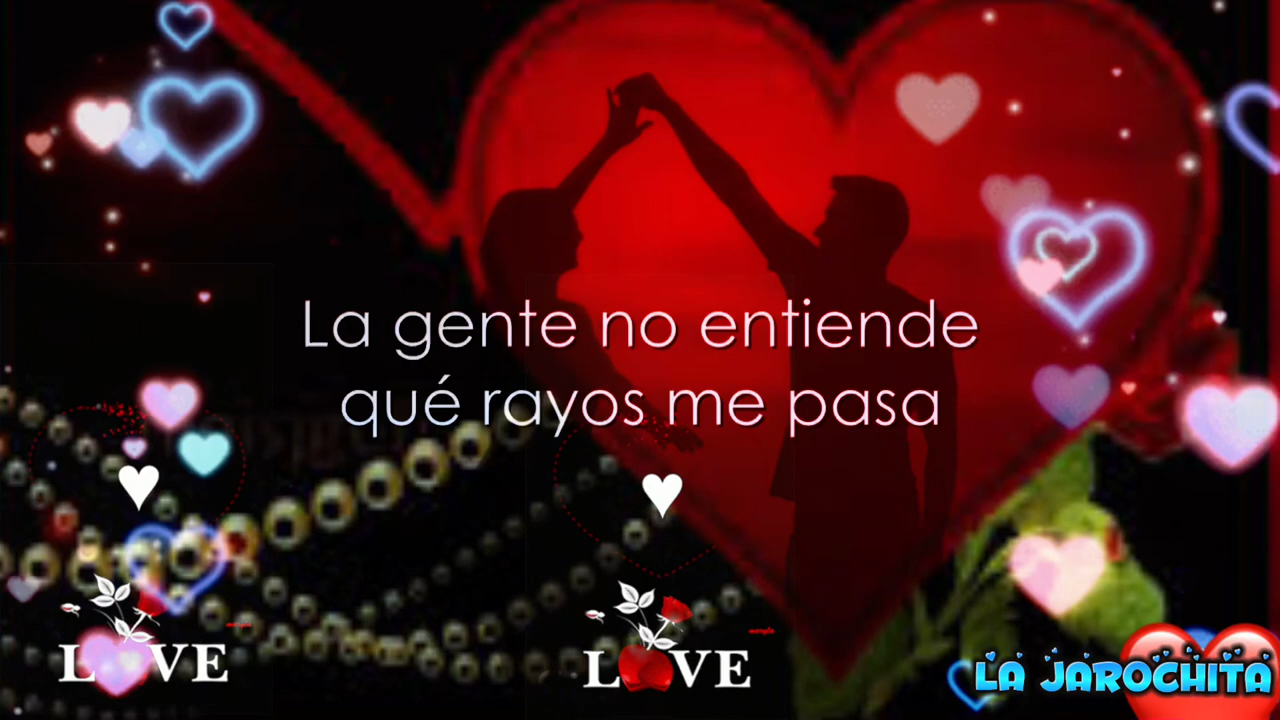 La gente no entiende
qué rayos me pasa
LOVE
LOVE
LA JAROCHITA